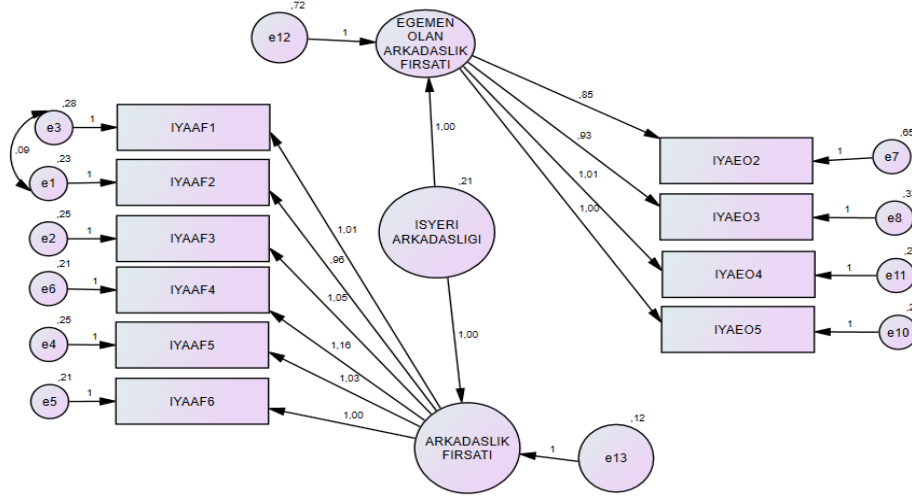 ,72
e12
1
EGEMEN
OLAN
ARKADASLIK
FIRSATI
,28
e3
1
IYAAF1
,09
,23
e1
1
IYAAF2
,25
e2
1
IYAAF3
,21
e6
1
IYAAF4
,25
e4
1
IYAAF5
,21
e5
1
IYAAF6
1,00
,21
ISYERI
ARKADASLIGI
1,00
1,01
,96
1,05
1,16
1,03
1,00
ARKADASLIK
FIRSATI
1
,12
e13
,85
,93
1,01
1,00
IYAEO2
1
,65
e7
IYAEO3
1
e8
IYAEO4
1
e11
IYAEO5
1
e10